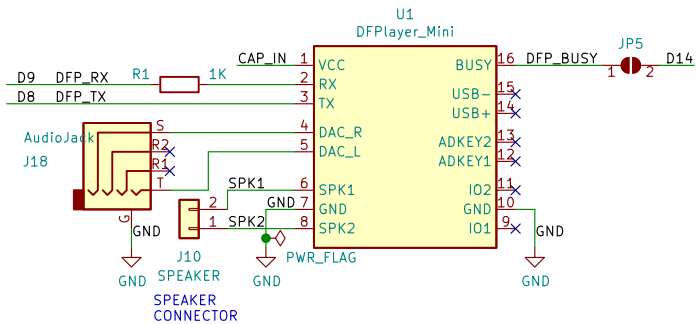 U1
DFPlayer_Mini
JP5
CAP_IN 1 VCC BUSY 16 DFP_BUSY 1 2 D14
D9 DFP_RX R1 1K 2 RX
USB- 15
D8 DFP_TX 3 TX
USB+ 14
AudioJack
J18
S 4 DAC_R ADKEY2 13
R2 5 DAC_L ADKEY1 12
R1
T SPK1 6 SPK1 IO2 11
2 GND 7 GND GND 10
G 1 SPK2 8 SPK2 IO1 9
GND
GND
J10
SPEAKER
PWR_FLAG
GND
GND
GND
SPEAKER
CONNECTOR